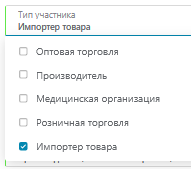 Тип участника
Импортер товара
Оптовая торговля
Производитель
Медицинская организация
Розничная торговля
Импортер товара